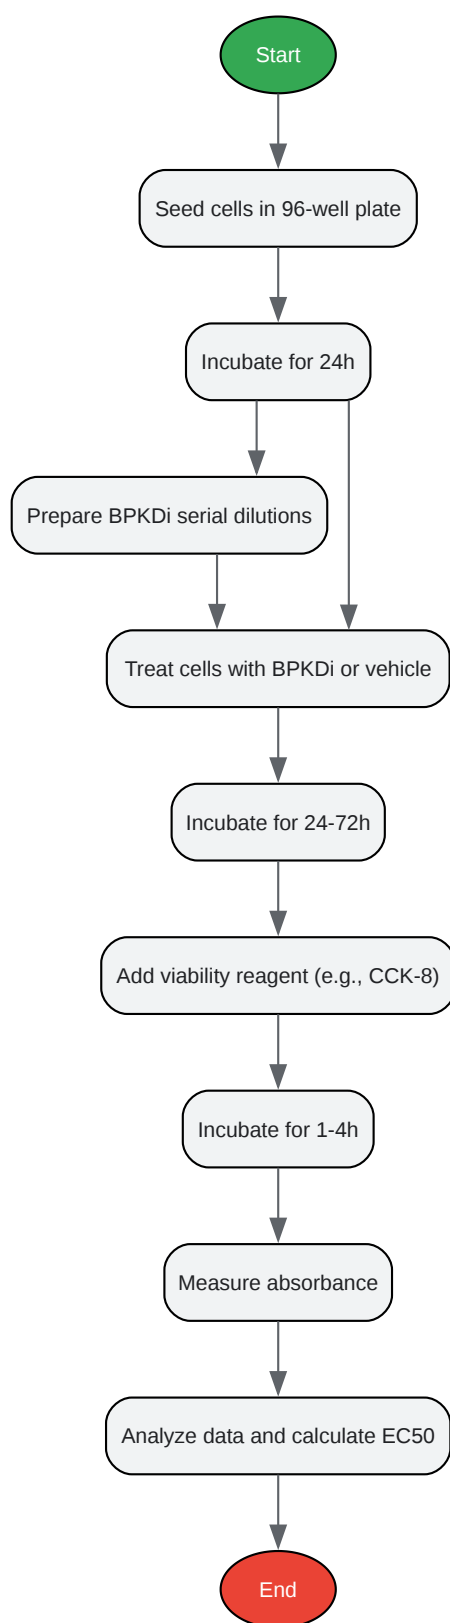 Start
Seed cells in 96-well plate
Incubate for 24h
Prepare BPKDi serial dilutions
Treat cells with BPKDi or vehicle
Incubate for 24-72h
Add viability reagent (e.g., CCK-8)
Incubate for 1-4h
Measure absorbance
Analyze data and calculate EC50
End